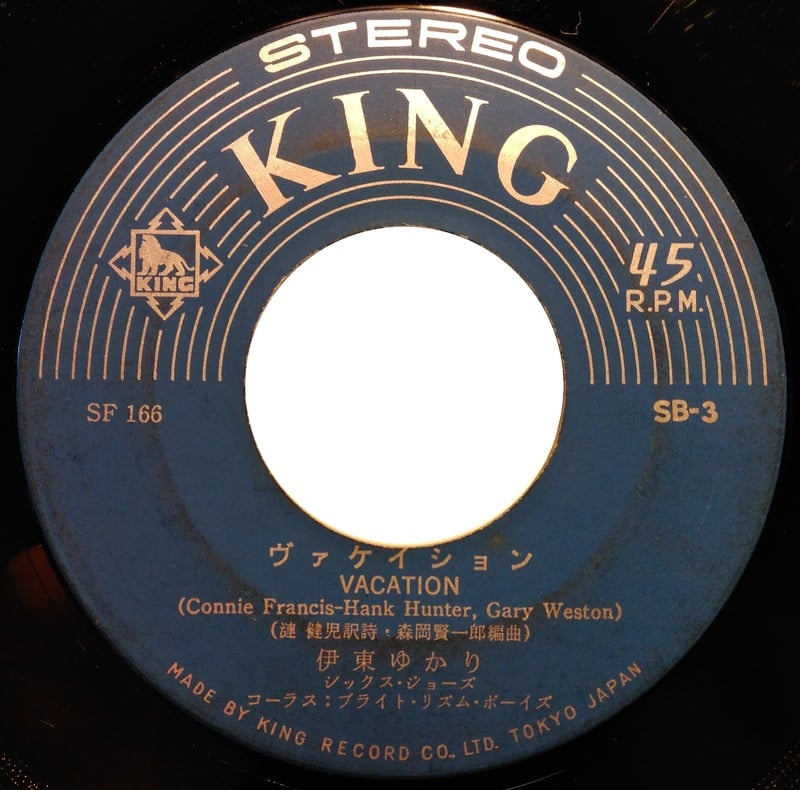 STEREO
KING
KING
45.
R.P.M.
SF 166
SB-3
ヴァケイション
VACATION
(Connie Francis-Hank Hunter, Gary Weston)
(漣 健児訳詩・森岡賢一郎編曲)
伊東ゆかり
シックス・ジョーズ
コーラス：ブライト・リズム・ボーイズ
MADE BY KING RECORD CO., LTD. TOKYO JAPAN